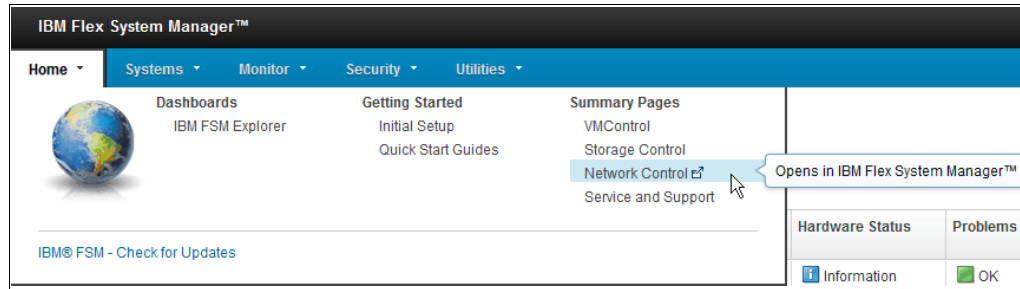 IBM Flex System Manager™
Home Systems Monitor Security Utilities
Dashboards Getting Started Summary Pages
IBM FSM Explorer Initial Setup VMControl
Quick Start Guides Storage Control
Network Control Opens in IBM Flex System Manager™
Service and Support
Hardware Status Problems
IBM® FSM - Check for Updates
Information OK